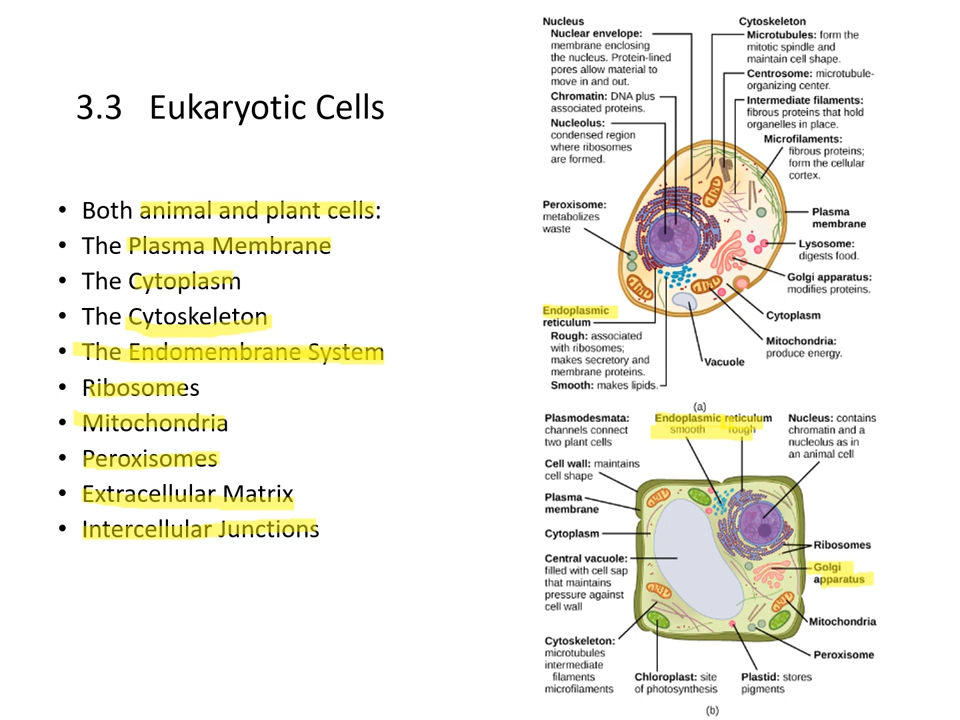 3.3 Eukaryotic Cells
• Both animal and plant cells:
• The Plasma Membrane
• The Cytoplasm
• The Cytoskeleton
• The Endomembrane System
• Ribosomes
• Mitochondria
• Peroxisomes
• Extracellular Matrix
• Intercellular Junctions
Nucleus
Nuclear envelope:
membrane enclosing
the nucleus. Protein-lined
pores allow material to
move in and out.
Chromatin: DNA plus
associated proteins.
Nucleolus:
condensed region
where ribosomes
are formed.
Peroxisome:
metabolizes
waste
Endoplasmic
reticulum
Rough: associated
with ribosomes;
makes secretory and
membrane proteins.
Smooth: makes lipids.
Cytoskeleton
Microtubules: form the
mitotic spindle and
maintain cell shape.
Centrosome: microtubule-
organizing center.
Intermediate filaments:
fibrous proteins that hold
organelles in place.
Microfilaments:
fibrous proteins;
form the cellular
cortex.
Plasma
membrane
Lysosome:
digests food.
Golgi apparatus:
modifies proteins.
Cytoplasm
Mitochondria:
produce energy.
Vacuole
(a)
Plasmodesmata:
channels connect
two plant cells
Cell wall: maintains
cell shape
Plasma
membrane
Cytoplasm
Central vacuole:
filled with cell sap
that maintains
pressure against
cell wall
Cytoskeleton:
microtubules
intermediate
filaments
microfilaments
Endoplasmic reticulum
smooth rough
Nucleus: contains
chromatin and a
nucleolus as in
an animal cell
Ribosomes
Golgi
apparatus
Mitochondria
Peroxisome
Chloroplast: site
of photosynthesis
Plastid: stores
pigments
(b)